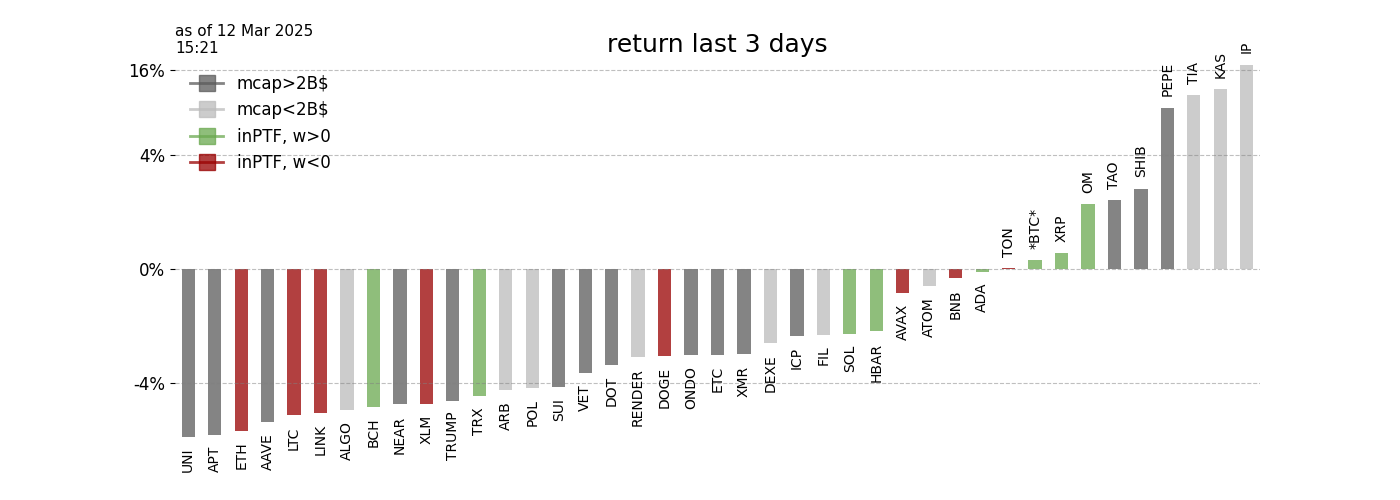 as of 12 Mar 2025
15:21
return last 3 days
16%
4%
0%
-4%
mcap>2B$
mcap<2B$
inPTF, w>0
inPTF, w<0
UNI
APT
ETH
AAVE
LTC
LINK
ALGO
BCH
NEAR
XLM
TRUMP
TRX
ARB
POL
SUI
VET
DOT
RENDER
DOGE
ONDO
ETC
XMR
DEXE
ICP
FIL
SOL
HBAR
AVAX
ATOM
BNB
ADA
TON
*BTC*
XRP
OM
TAO
SHIB
PEPE
TIA
KAS
IP